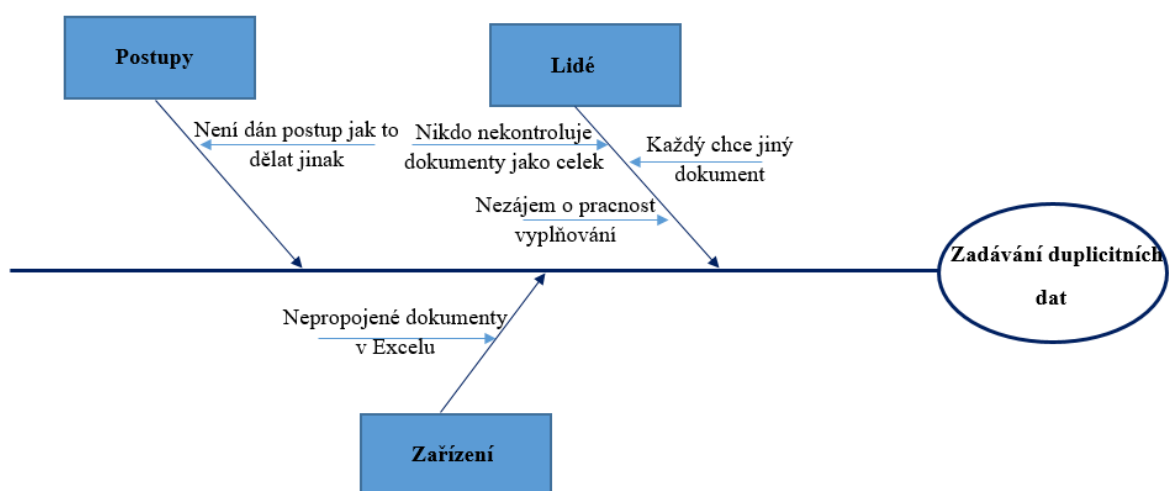 Postupy
Lidé
Není dán postup jak to
dělat jinak
Nikdo nekontroluje
dokumenty jako celek
Každý chce jiný
dokument
Nezájem o pracnost
vyplňování
Zadávání duplicitních
dat
Nepropojené dokumenty
v Excelu
Zařízení